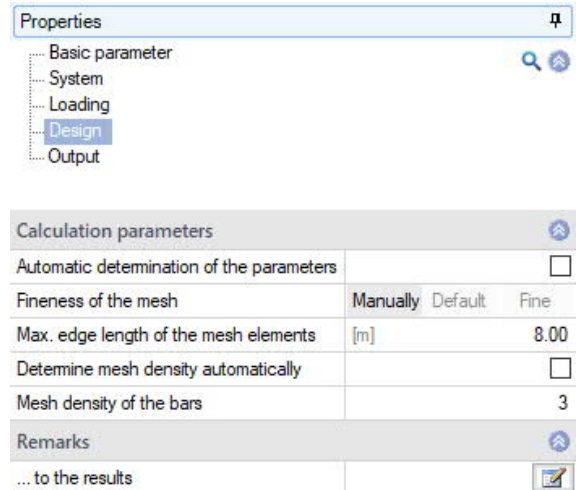 Properties
Basic parameter
System
Loading
Design
Output
Calculation parameters
Automatic determination of the parameters
Fineness of the mesh Manually Default Fine
Max. edge length of the mesh elements [m] 8.00
Determine mesh density automatically
Mesh density of the bars 3
Remarks
... to the results